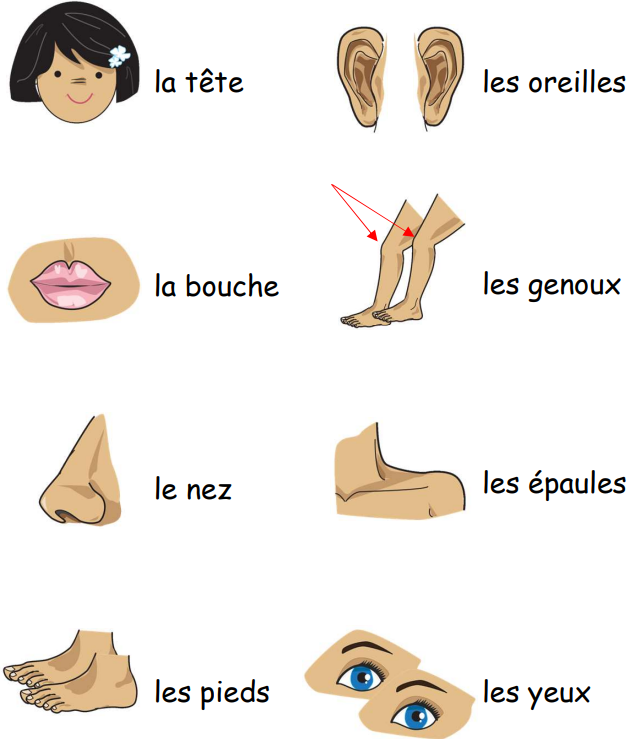 la tête
les oreilles
la bouche
les genoux
le nez
les épaules
les pieds
les yeux